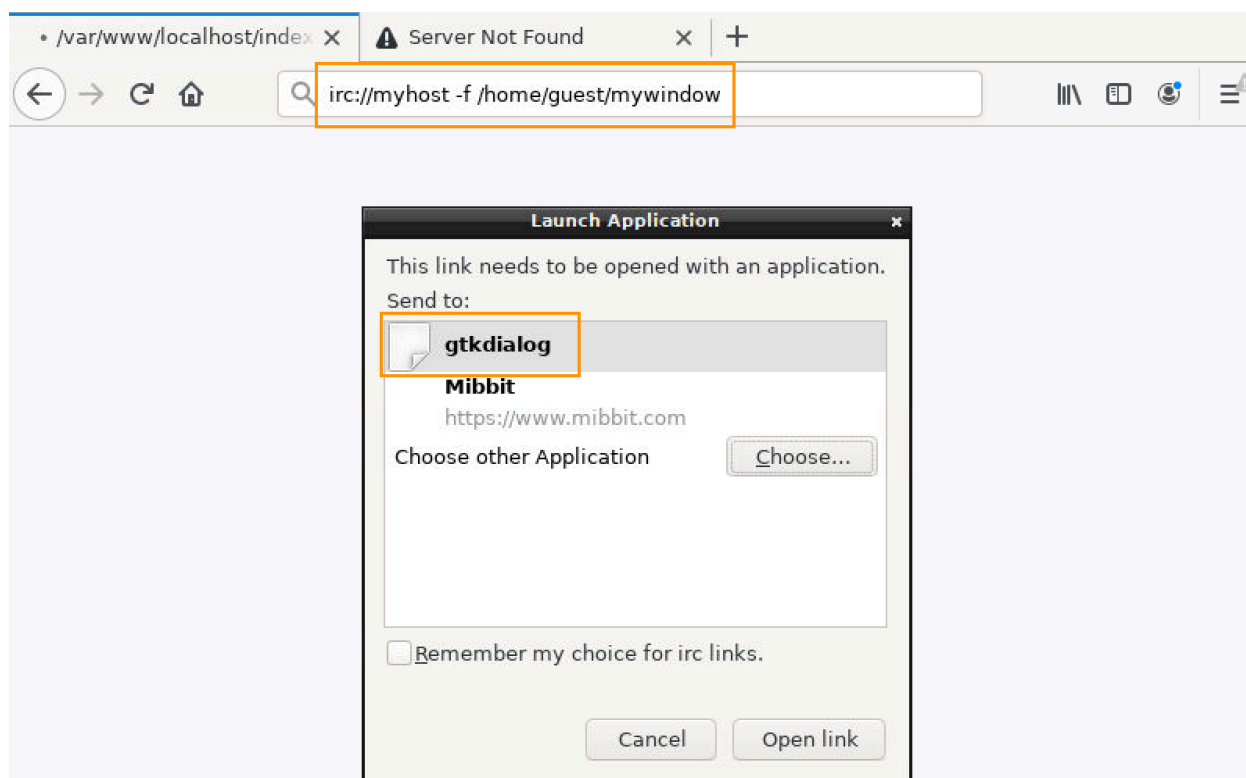 • /var/www/localhost/index
Server Not Found
irc://myhost -f /home/guest/mywindow
Launch Application
This link needs to be opened with an application.
Send to:
gtkdialog
Mibbit
https://www.mibbit.com
Choose other Application
Choose...
Remember my choice for irc links.
Cancel
Open link